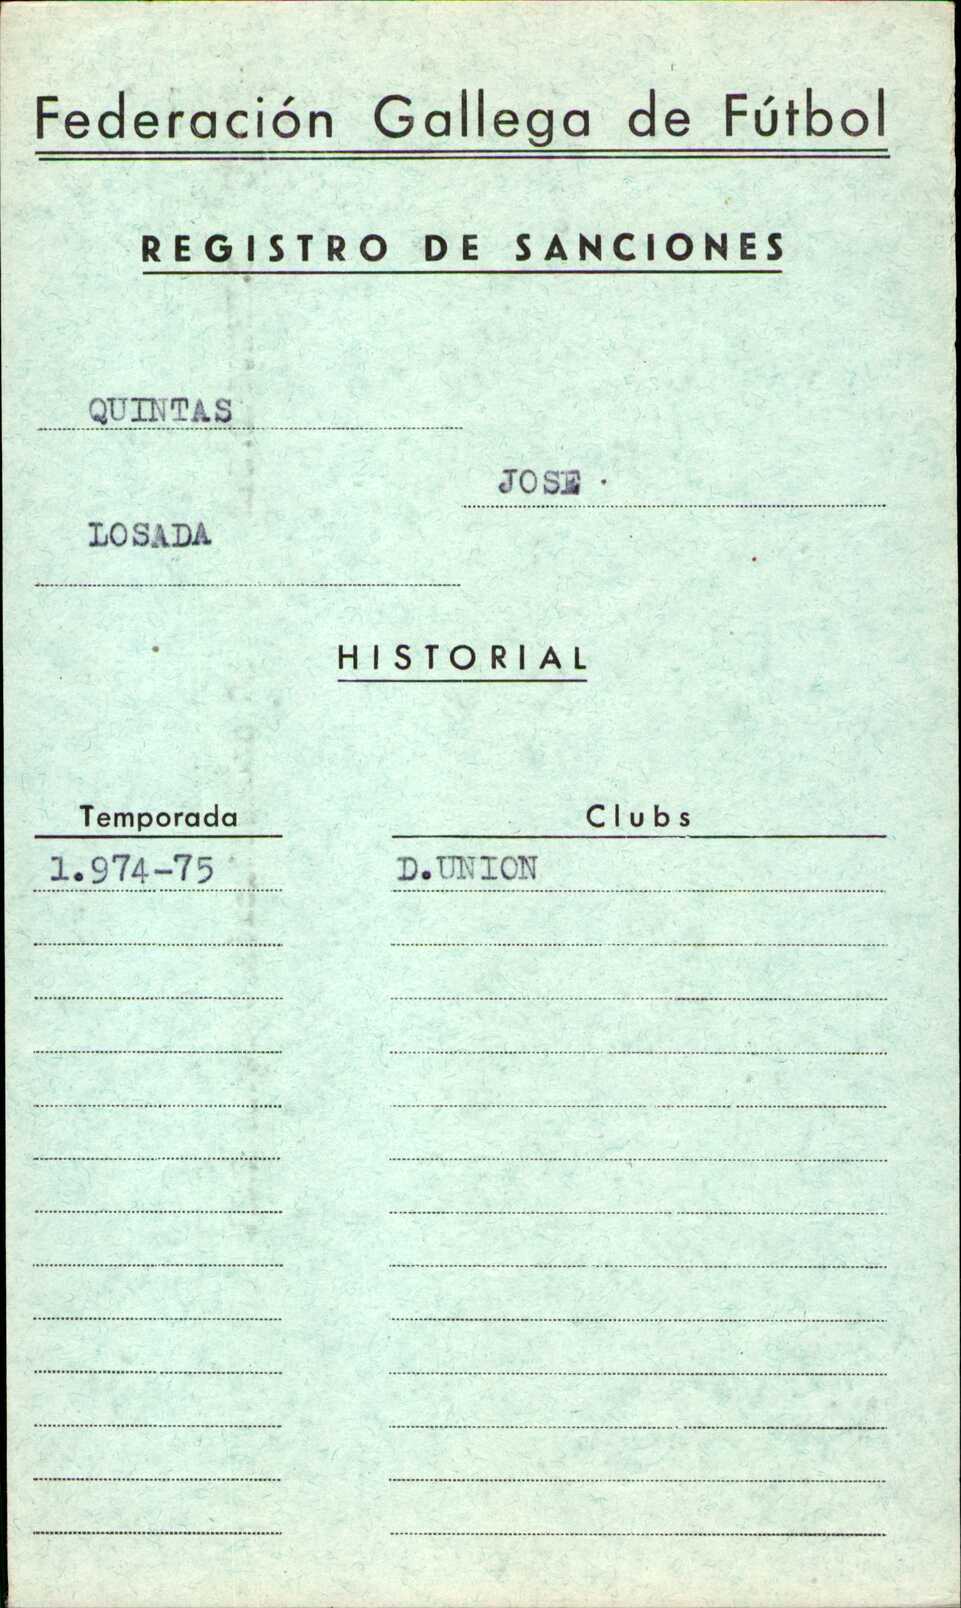 Federación Gallega de Fútbol
REGISTRO DE SANCIONES
QUINTAS
JOSE
LOSADA
HISTORIAL
Temporada Clubs
1.974-75 D.UNION